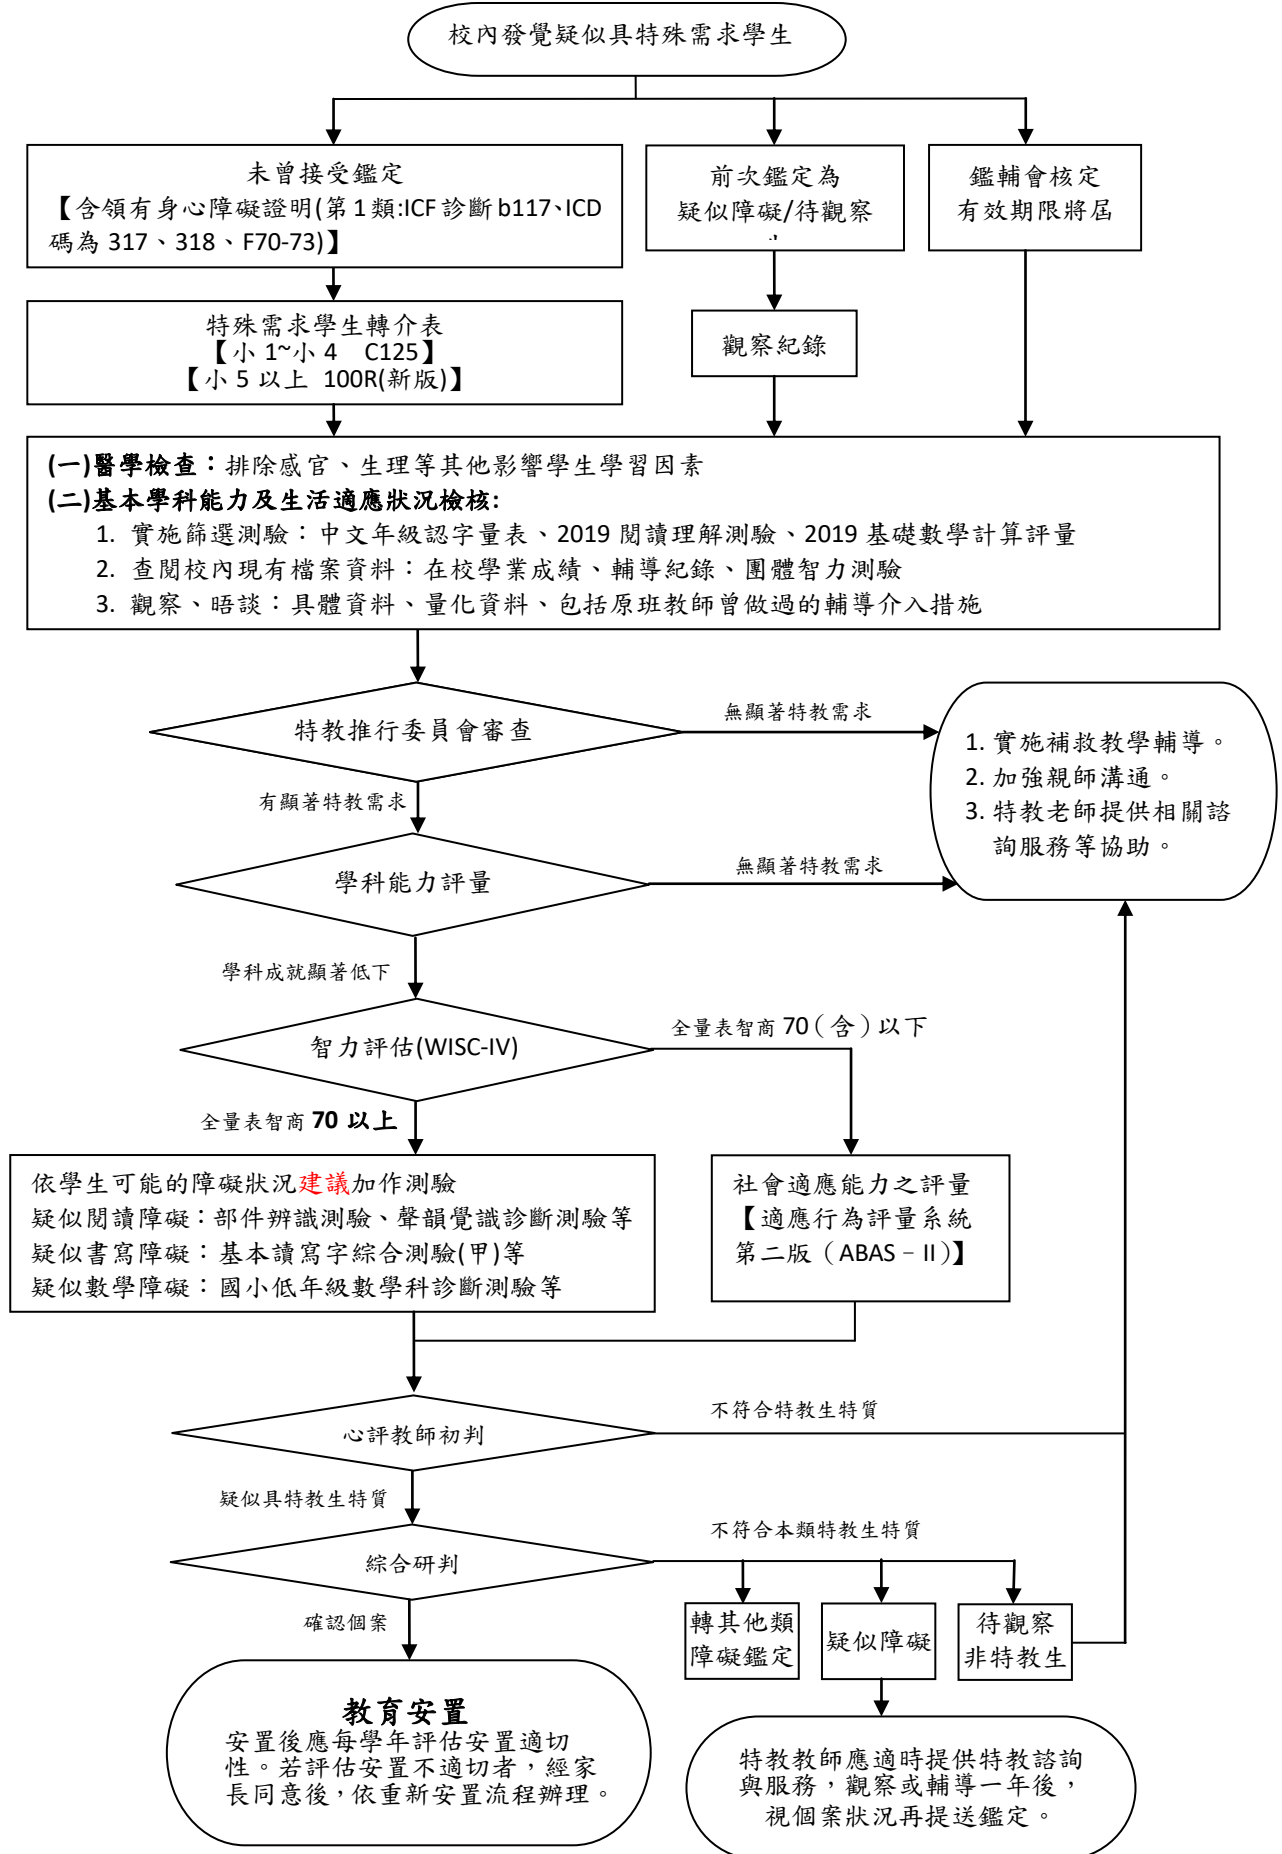 校內發覺疑似具特殊需求學生
未曾接受鑑定
【含領有身心障礙證明(第1類:ICF診斷b117、ICD
碼為 317、318、F70-73)】
前次鑑定為
疑似障礙/待觀察
鑑輔會核定
有效期限將屆
特殊需求學生轉介表
【小 1~小 4 C125】
【小 5 以上 100R(新版)】
觀察紀錄
(一)醫學檢查：排除感官、生理等其他影響學生學習因素
(二)基本學科能力及生活適應狀況檢核:
1. 實施篩選測驗：中文年級認字量表、2019 閱讀理解測驗、2019 基礎數學計算評量
2. 查閱校內現有檔案資料：在校學業成績、輔導紀錄、團體智力測驗
3. 觀察、晤談：具體資料、量化資料、包括原班教師曾做過的輔導介入措施
特教推行委員會審查
無顯著特教需求
1. 實施補救教學輔導。
2. 加強親師溝通。
3. 特教老師提供相關諮
詢服務等協助。
有顯著特教需求
學科能力評量
無顯著特教需求
學科成就顯著低下
智力評估(WISC-IV)
全量表智商 70（含）以下
全量表智商 70 以上
依學生可能的障礙狀況建議加作測驗
疑似閱讀障礙：部件辨識測驗、聲韻覺識診斷測驗等
疑似書寫障礙：基本讀寫字綜合測驗(甲)等
疑似數學障礙：國小低年級數學科診斷測驗等
社會適應能力之評量
【適應行為評量系統
第二版（ABAS－II）】
心評教師初判
不符合特教生特質
疑似具特教生特質
綜合研判
不符合本類特教生特質
確認個案
轉其他類
障礙鑑定
疑似障礙
待觀察
非特教生
教育安置
安置後應每學年評估安置適切
性。若評估安置不適切者，經家
長同意後，依重新安置流程辦理。
特教教師應適時提供特教諮詢
與服務，觀察或輔導一年後，
視個案狀況再提送鑑定。